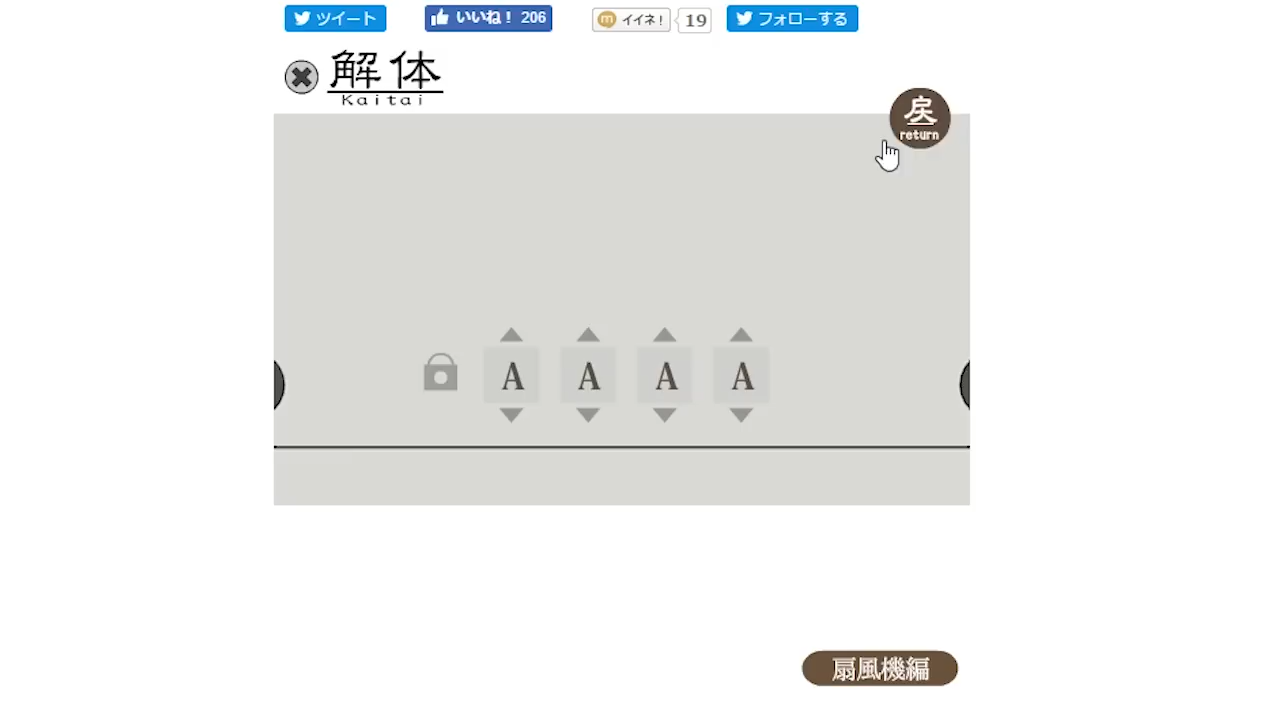 ツイート
いいね！ 206
イイネ！ 19
フォローする
解体
Kaitai
戻
return
A A A A
扇風機編